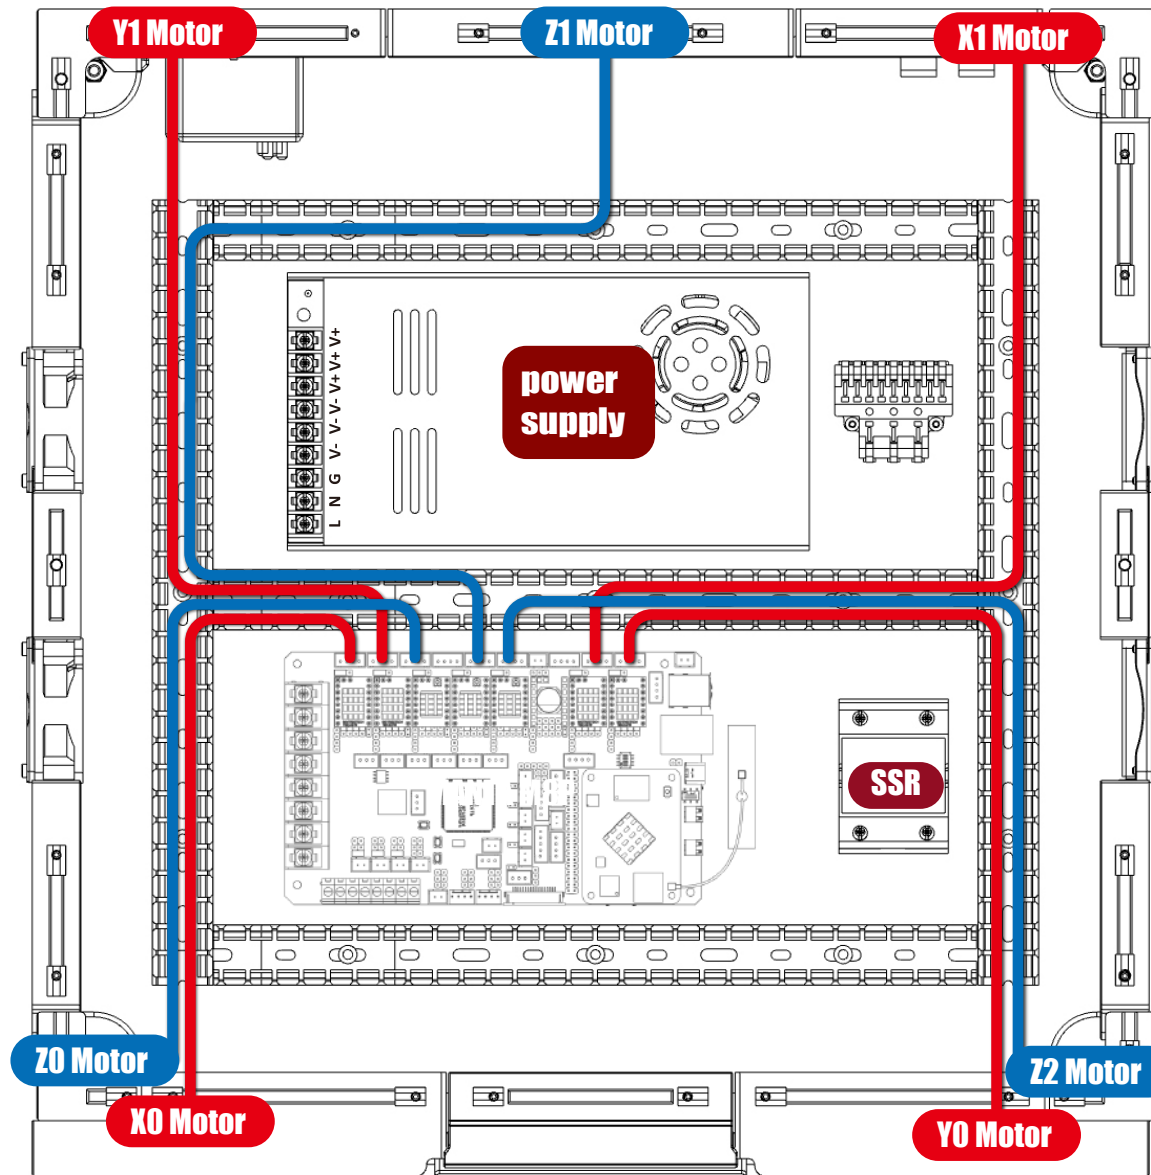 Y1 Motor
Z1 Motor
X1 Motor
V+
V+
V+
V-
V-
V-
G
N
L
power
supply
SSR
Z0 Motor
Z2 Motor
X0 Motor
Y0 Motor